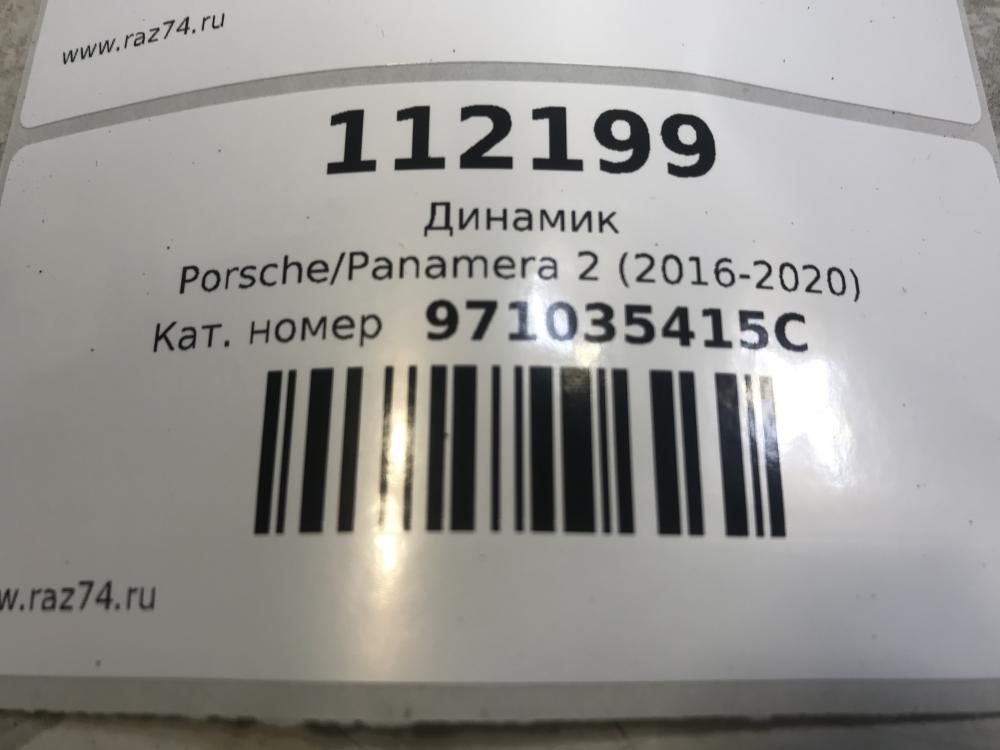 www.raz74.ru
112199
Динамик
Porsche/Panamera 2 (2016-2020)
Кат. номер 971035415C
w.raz74.ru